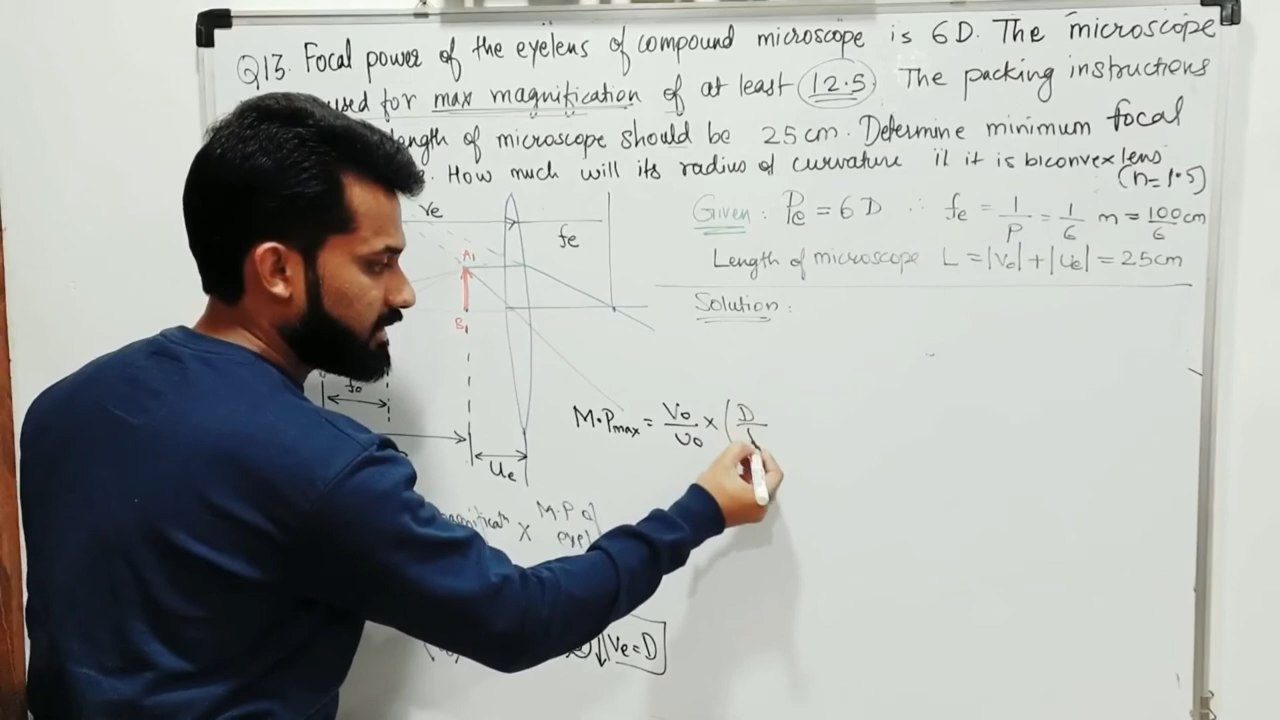 Q13. Focal power of the eyelens of compound microscope is 6D. The microscope
used for max magnification of at least 12.5 The packing instructions
length of microscope should be 25cm. Determine minimum focal
How much will its radius of curvature if it is biconvex lens
(n=1.5)
Given: Pe = 6D ∴ fe = 1/P = 1/6 m = 100/6 cm
Length of microscope L = |Vo| + |Ue| = 25cm
Solution:
ve
fe
A1
B1
fo
Ue
M.Pmax = Vo/Uo × (D/
× M.P of
Ve = D